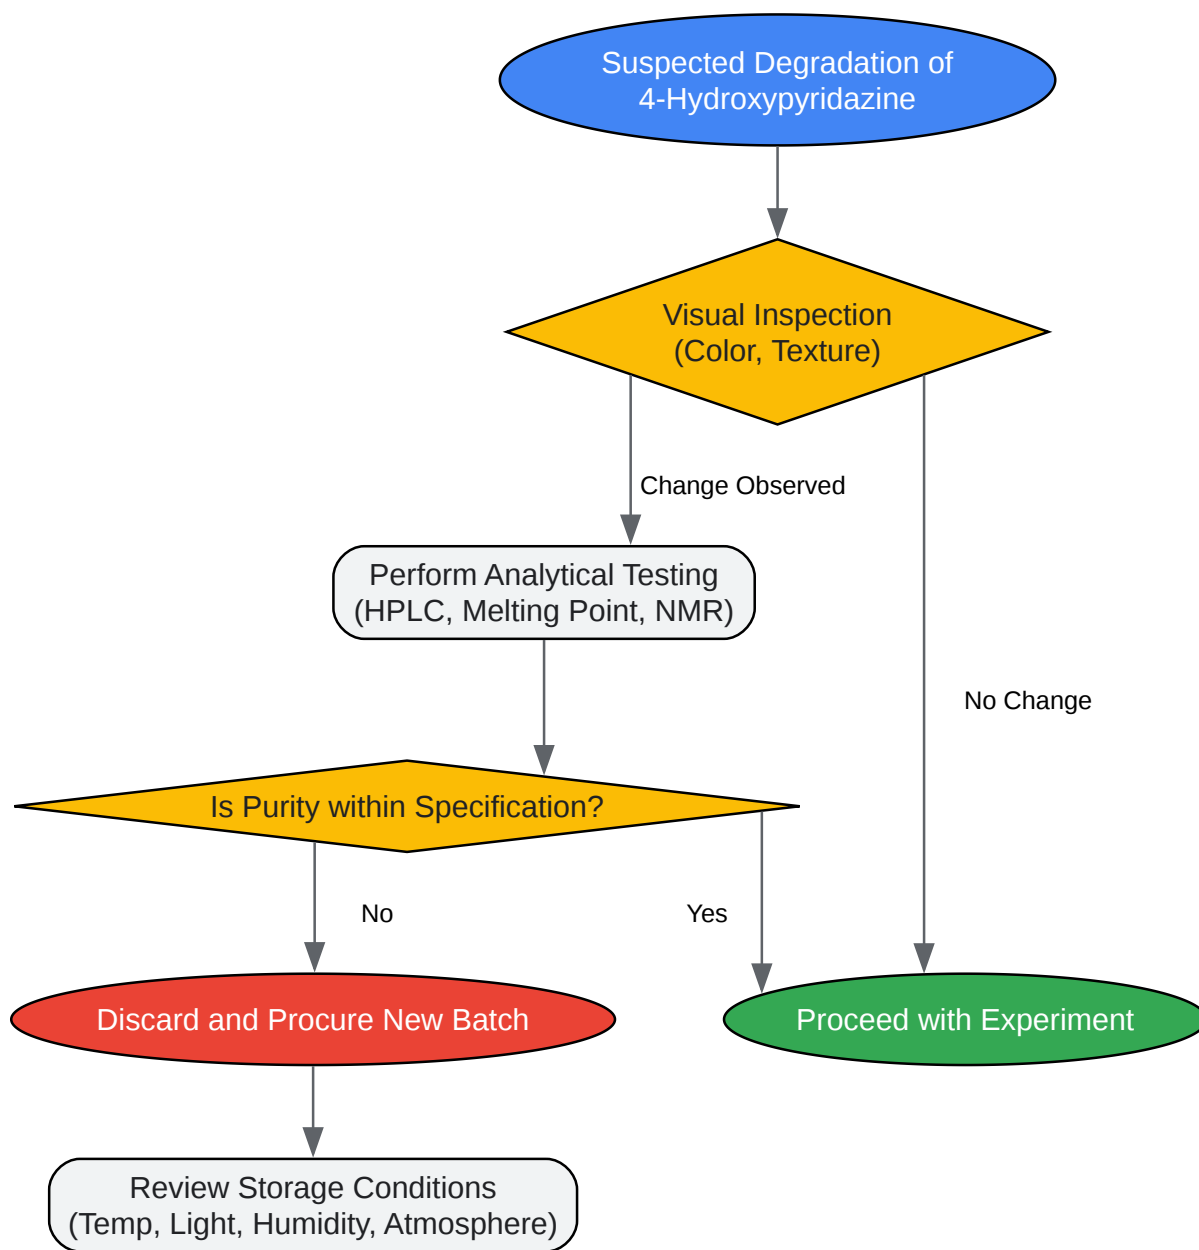 Suspected Degradation of
4-Hydroxypyridazine
Visual Inspection
(Color, Texture)
Change Observed
Perform Analytical Testing
(HPLC, Melting Point, NMR)
No Change
Is Purity within Specification?
No
Yes
Discard and Procure New Batch
Proceed with Experiment
Review Storage Conditions
(Temp, Light, Humidity, Atmosphere)